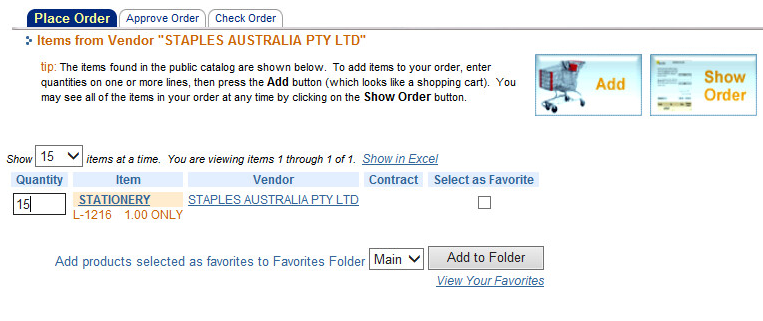 Place Order Approve Order Check Order
Items from Vendor "STAPLES AUSTRALIA PTY LTD"
tip: The items found in the public catalog are shown below. To add items to your order, enter
quantities on one or more lines, then press the Add button (which looks like a shopping cart). You
may see all of the items in your order at any time by clicking on the Show Order button.
Add
Show
Order
Show 15 items at a time. You are viewing items 1 through 1 of 1. Show in Excel
Quantity Item Vendor Contract Select as Favorite
15 STATIONERY STAPLES AUSTRALIA PTY LTD
L-1216 1.00 ONLY
Add products selected as favorites to Favorites Folder Main Add to Folder
View Your Favorites